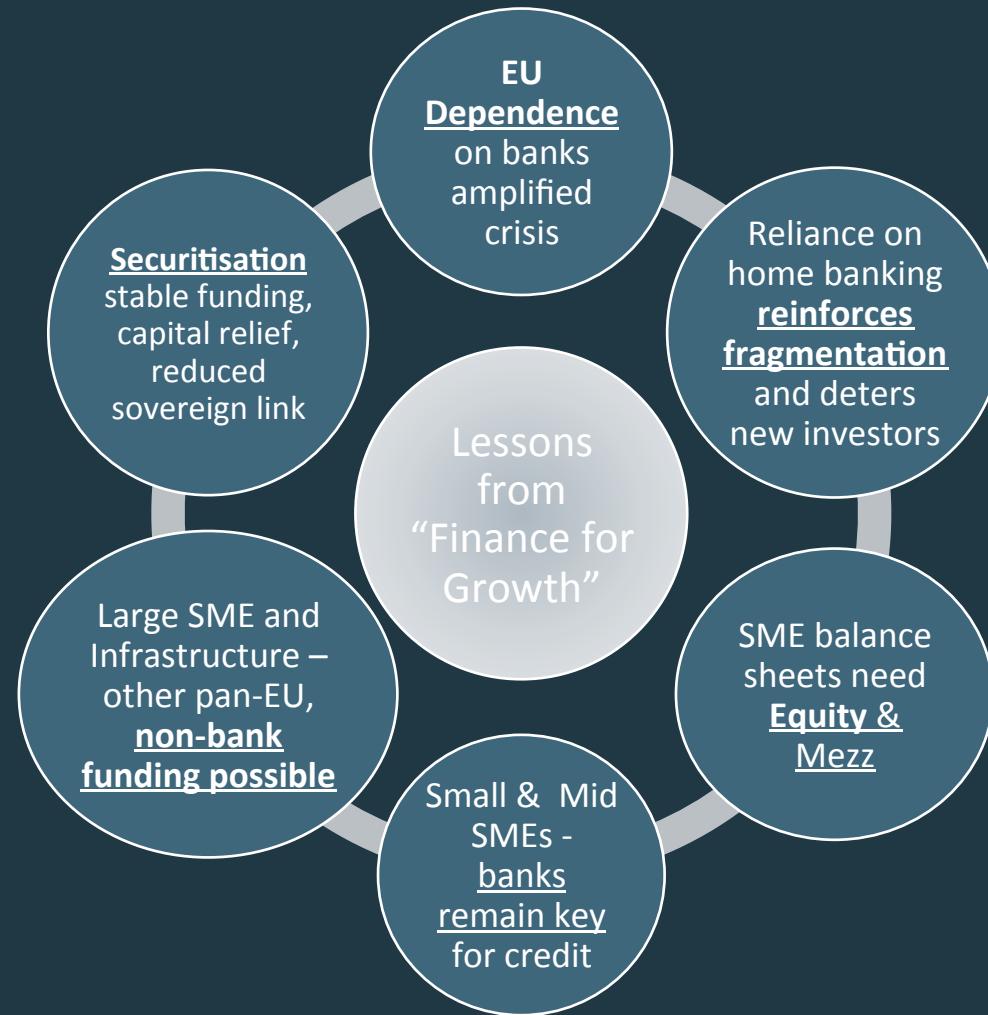 EU
Dependence
on banks
amplified
crisis
Reliance on
home banking
reinforces
fragmentation
and deters
new investors
SME balance
sheets need
Equity &
Mezz
Small &  Mid
SMEs -
banks
remain key
for credit
Large SME and
Infrastructure –
other pan-EU,
non-bank
funding possible
Securitisation
stable funding,
capital relief,
reduced
sovereign link
Lessons
from
“Finance for
Growth”